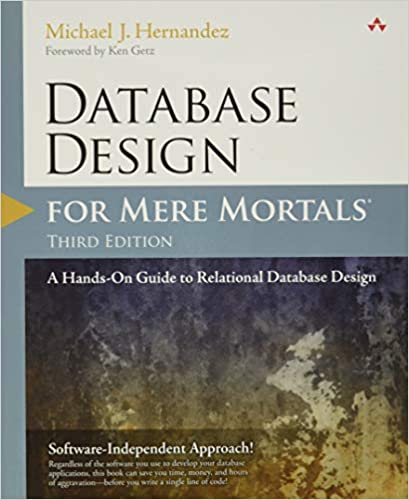 Michael J. Hernandez
Foreword by Ken Getz
DATABASE
DESIGN
FOR MERE MORTALS®
THIRD EDITION
A Hands-On Guide to Relational Database Design
Software-Independent Approach!
Regardless of the software you use to develop your database
applications, this book can save you time, money, and hours
of aggravation—before you write a single line of code!